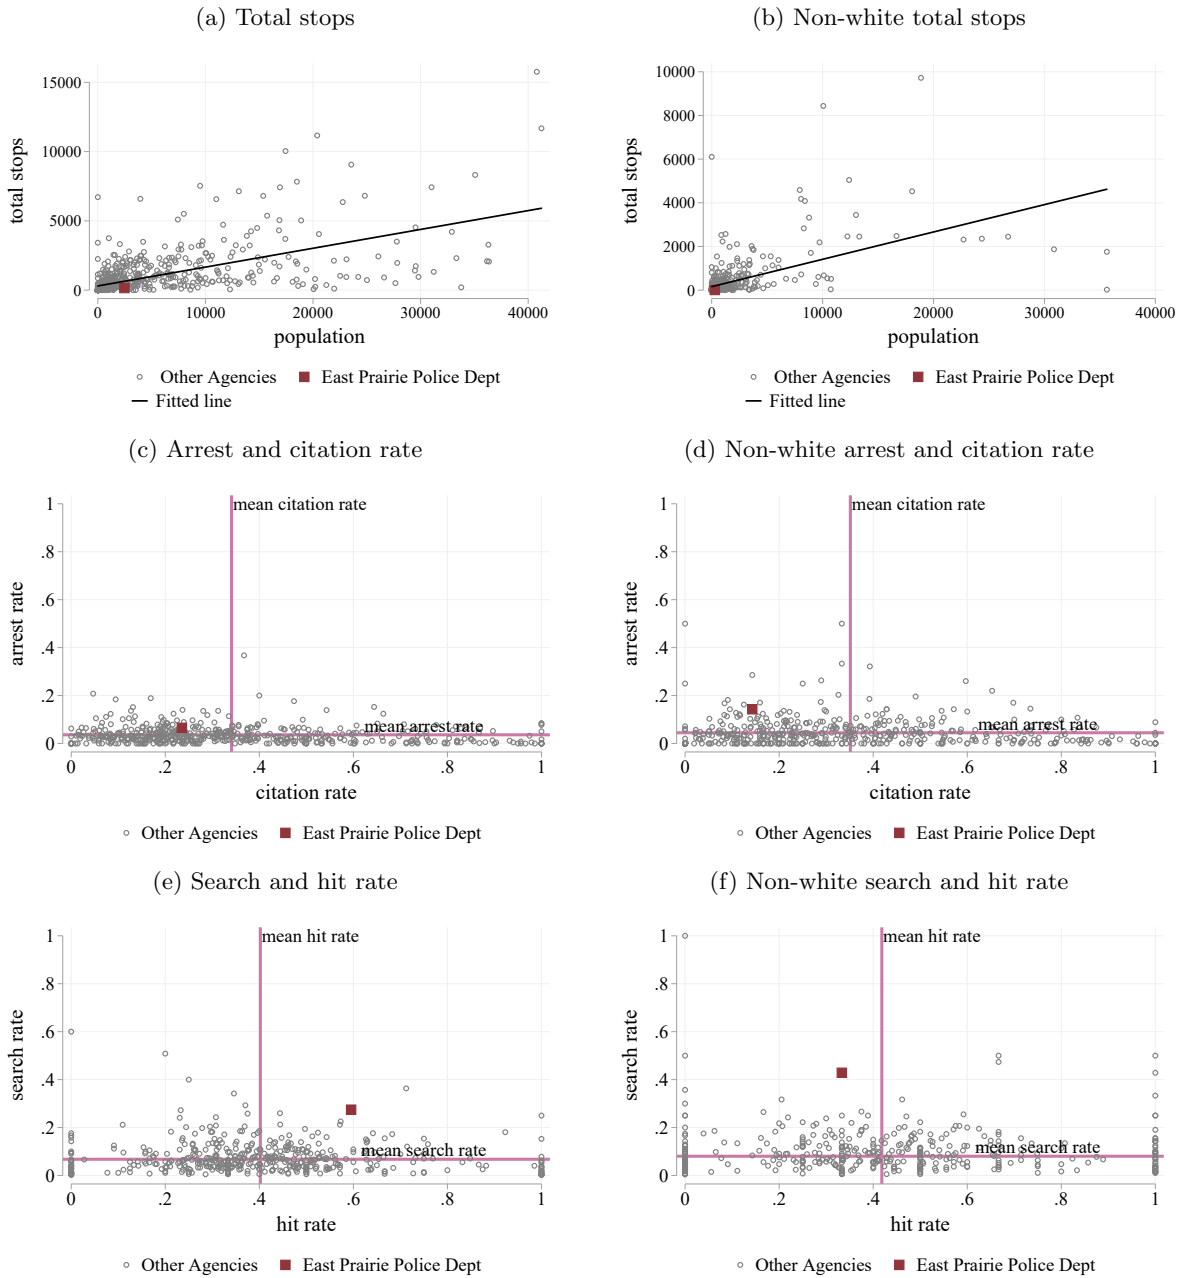 (a) Total stops
(b) Non-white total stops
total stops
15000
10000
5000
0
0 10000 20000 30000 40000
population
Other Agencies East Prairie Police Dept
Fitted line
total stops
10000
8000
6000
4000
2000
0
0 10000 20000 30000 40000
population
Other Agencies East Prairie Police Dept
Fitted line
(c) Arrest and citation rate
(d) Non-white arrest and citation rate
arrest rate
1
.8
.6
.4
.2
0
mean citation rate
mean arrest rate
0 .2 .4 .6 .8 1
citation rate
Other Agencies East Prairie Police Dept
arrest rate
1
.8
.6
.4
.2
0
mean citation rate
mean arrest rate
0 .2 .4 .6 .8 1
citation rate
Other Agencies East Prairie Police Dept
(e) Search and hit rate
(f) Non-white search and hit rate
search rate
1
.8
.6
.4
.2
0
mean hit rate
mean search rate
0 .2 .4 .6 .8 1
hit rate
Other Agencies East Prairie Police Dept
search rate
1
.8
.6
.4
.2
0
mean hit rate
mean search rate
0 .2 .4 .6 .8 1
hit rate
Other Agencies East Prairie Police Dept